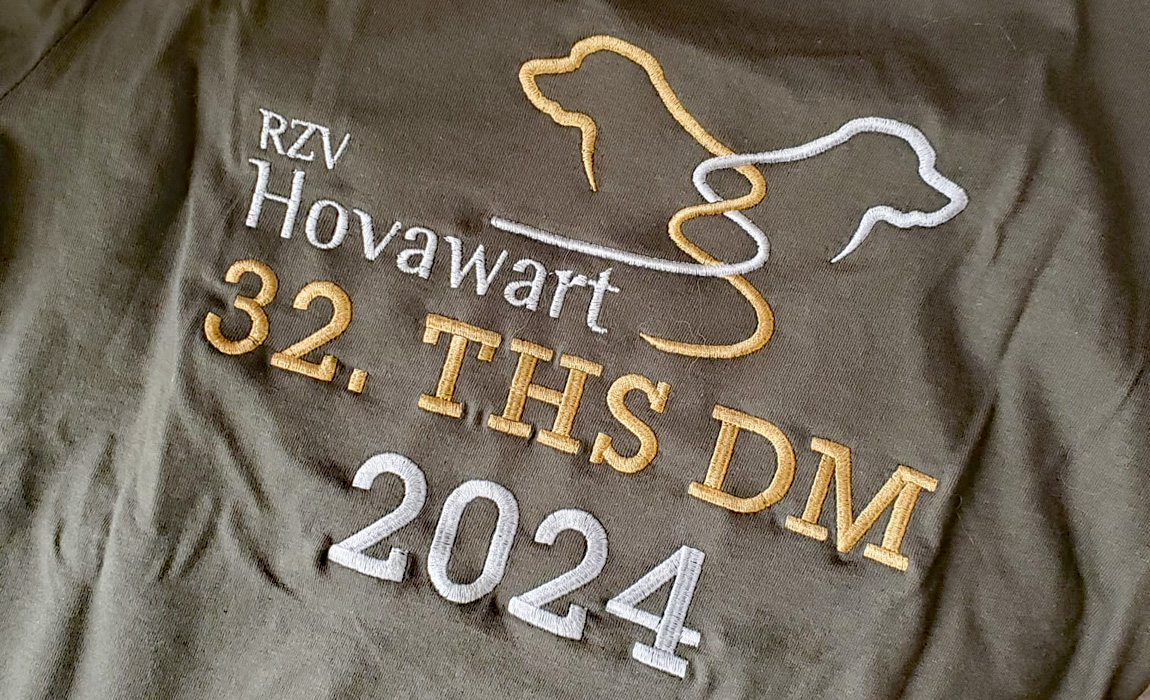 RZV
Hovawart
32. THS DM
2024